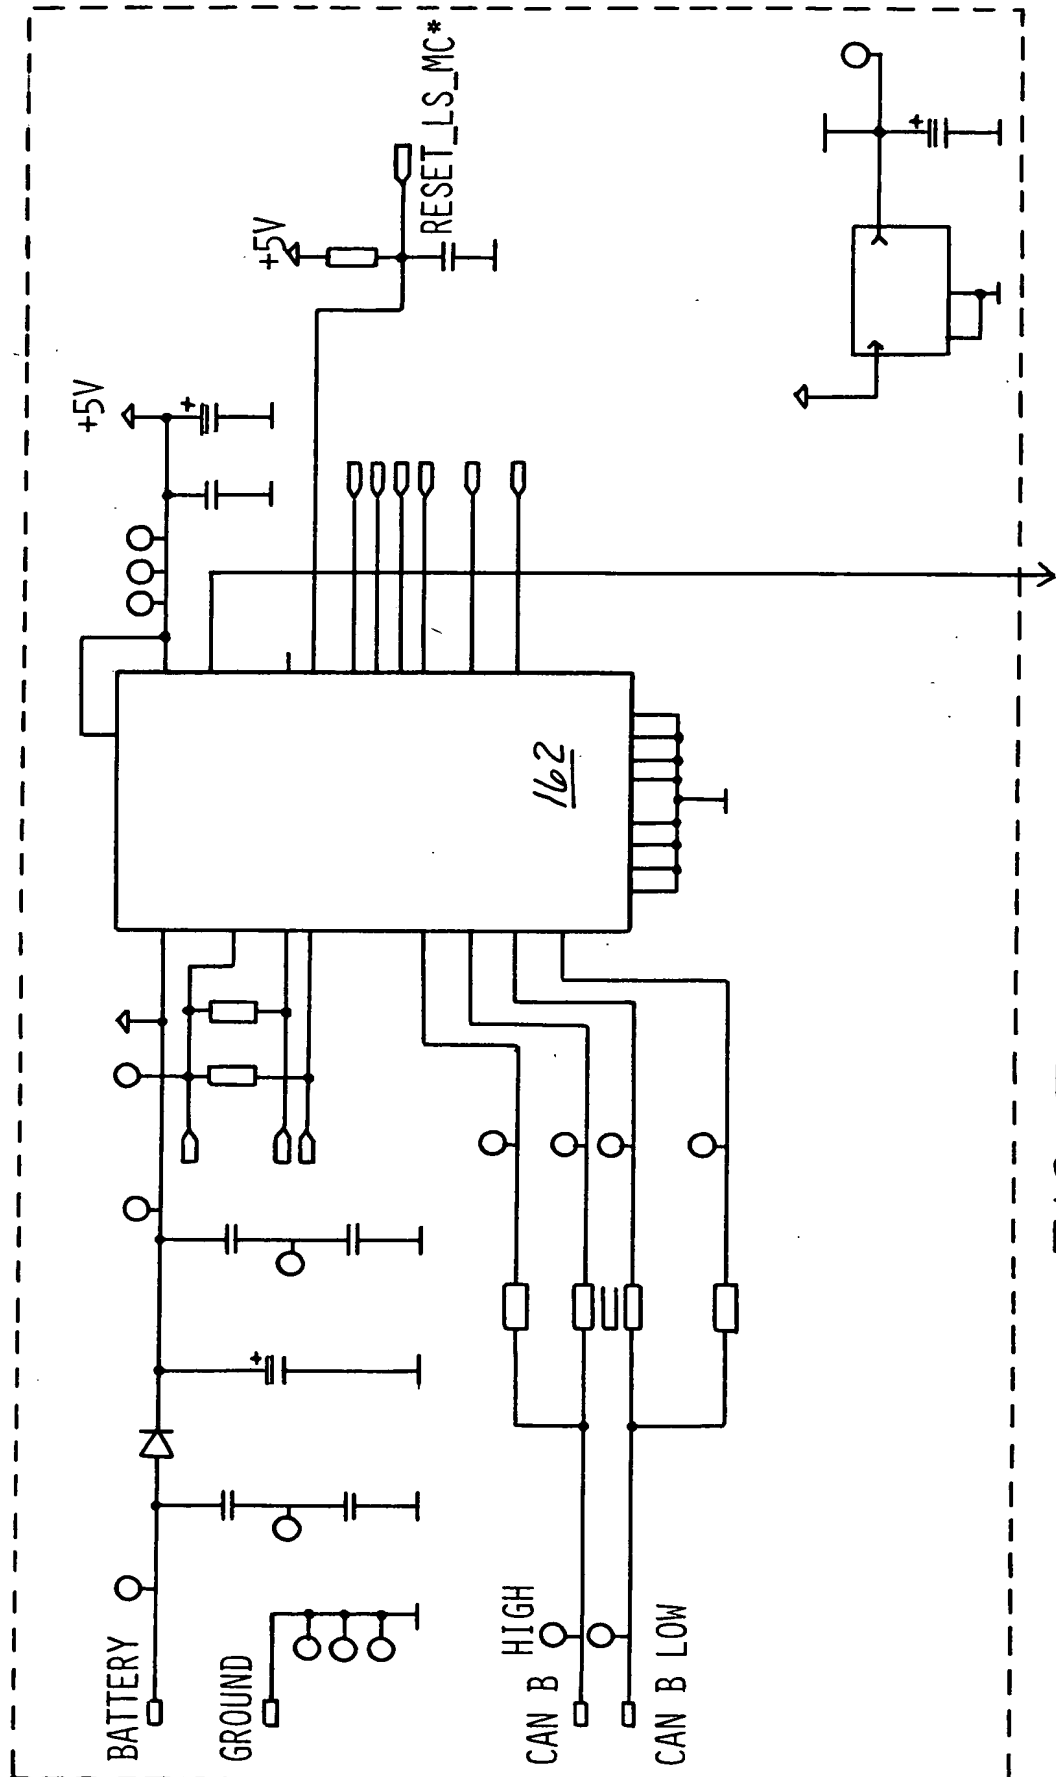 BATTERY
GROUND
CAN B HIGH
CAN B LOW
+5V
+5V
RESET_LS_MC*
162
+
+
+